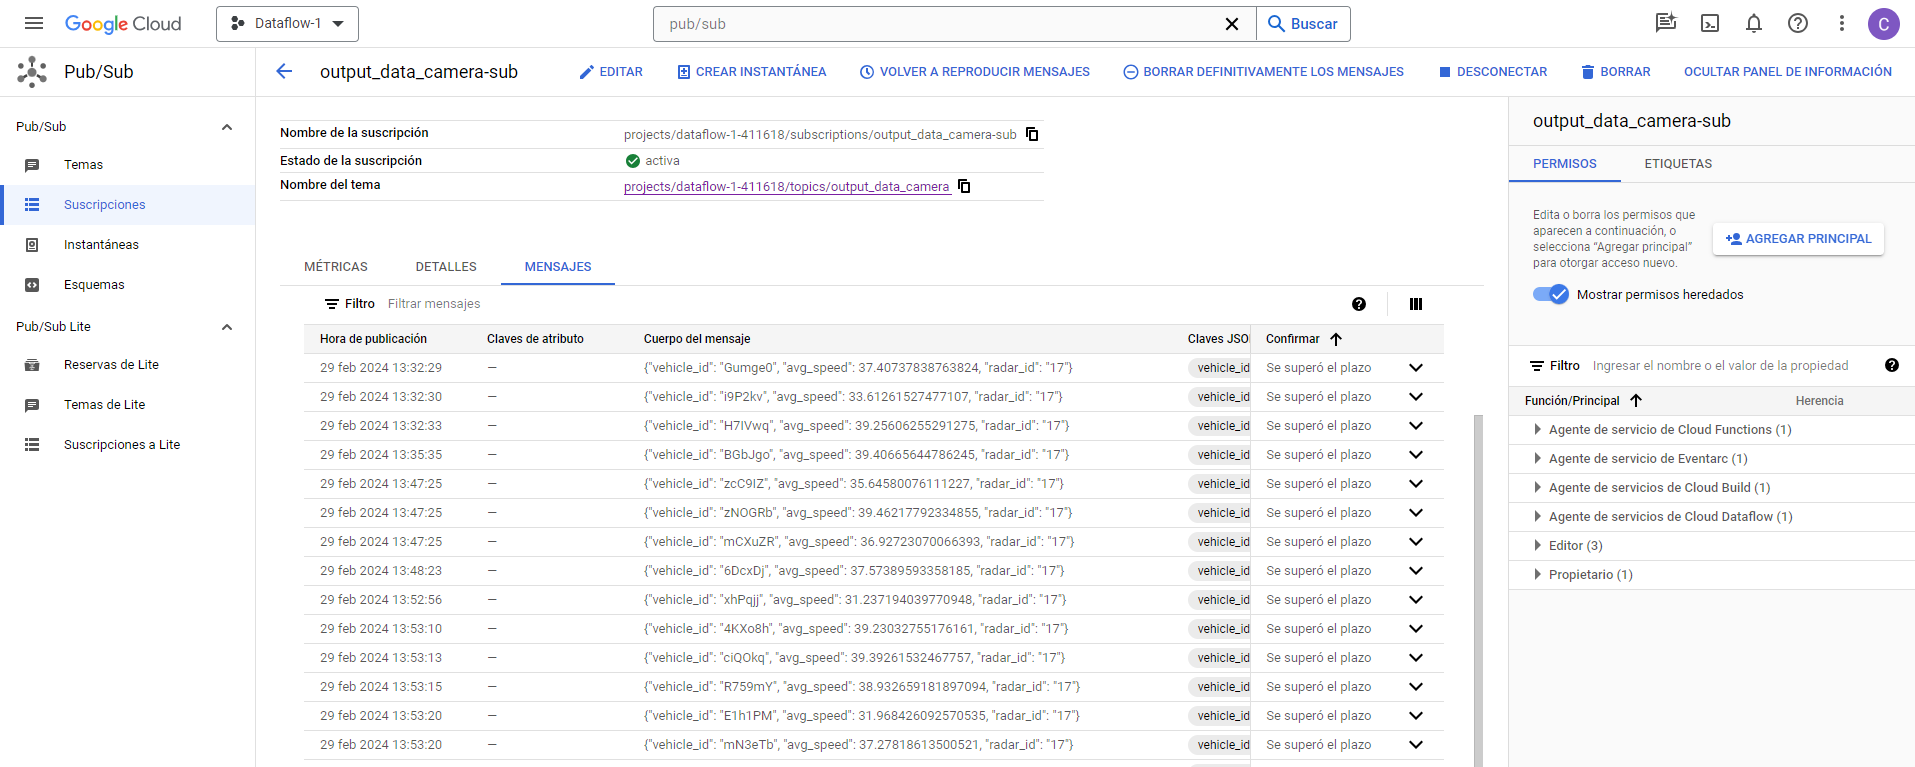 Google Cloud
Dataflow-1
pub/sub
Buscar
C
Pub/Sub
output_data_camera-sub
EDITAR
CREAR INSTANTÁNEA
VOLVER A REPRODUCIR MENSAJES
BORRAR DEFINITIVAMENTE LOS MENSAJES
DESCONECTAR
BORRAR
OCULTAR PANEL DE INFORMACIÓN
Pub/Sub
Temas
Suscripciones
Instantáneas
Esquemas
Pub/Sub Lite
Reservas de Lite
Temas de Lite
Suscripciones a Lite
Nombre de la suscripción projects/dataflow-1-411618/subscriptions/output_data_camera-sub
Estado de la suscripción activa
Nombre del tema projects/dataflow-1-411618/topics/output_data_camera
MÉTRICAS DETALLES MENSAJES
Filtro Filtrar mensajes
Hora de publicación Claves de atributo Cuerpo del mensaje Claves JSO Confirmar
29 feb 2024 13:32:29 — {"vehicle_id": "Gumge0", "avg_speed": 37.40737838763824, "radar_id": "17"} vehicle_id Se superó el plazo
29 feb 2024 13:32:30 — {"vehicle_id": "i9P2kv", "avg_speed": 33.61261527477107, "radar_id": "17"} vehicle_id Se superó el plazo
29 feb 2024 13:32:33 — {"vehicle_id": "H7IVwq", "avg_speed": 39.25606255291275, "radar_id": "17"} vehicle_id Se superó el plazo
29 feb 2024 13:35:35 — {"vehicle_id": "BGbJgo", "avg_speed": 39.40665644786245, "radar_id": "17"} vehicle_id Se superó el plazo
29 feb 2024 13:47:25 — {"vehicle_id": "zcC9IZ", "avg_speed": 35.64580076111227, "radar_id": "17"} vehicle_id Se superó el plazo
29 feb 2024 13:47:25 — {"vehicle_id": "zNOGRb", "avg_speed": 39.46217792334855, "radar_id": "17"} vehicle_id Se superó el plazo
29 feb 2024 13:47:25 — {"vehicle_id": "mCXuZR", "avg_speed": 36.92723070066393, "radar_id": "17"} vehicle_id Se superó el plazo
29 feb 2024 13:48:23 — {"vehicle_id": "6DcxDj", "avg_speed": 37.57389593358185, "radar_id": "17"} vehicle_id Se superó el plazo
29 feb 2024 13:52:56 — {"vehicle_id": "xhPqjj", "avg_speed": 31.237194039770948, "radar_id": "17"} vehicle_id Se superó el plazo
29 feb 2024 13:53:10 — {"vehicle_id": "4KXo8h", "avg_speed": 39.23032755176161, "radar_id": "17"} vehicle_id Se superó el plazo
29 feb 2024 13:53:13 — {"vehicle_id": "ciQOkq", "avg_speed": 39.39261532467757, "radar_id": "17"} vehicle_id Se superó el plazo
29 feb 2024 13:53:15 — {"vehicle_id": "R759mY", "avg_speed": 38.932659181897094, "radar_id": "17"} vehicle_id Se superó el plazo
29 feb 2024 13:53:20 — {"vehicle_id": "E1h1PM", "avg_speed": 31.968426092570535, "radar_id": "17"} vehicle_id Se superó el plazo
29 feb 2024 13:53:20 — {"vehicle_id": "mN3eTb", "avg_speed": 37.27818613500521, "radar_id": "17"} vehicle_id Se superó el plazo
output_data_camera-sub
PERMISOS ETIQUETAS
Edita o borra los permisos que
aparecen a continuación, o
selecciona “Agregar principal”
para otorgar acceso nuevo.
AGREGAR PRINCIPAL
Mostrar permisos heredados
Filtro Ingresar el nombre o el valor de la propiedad
Función/Principal Herencia
Agente de servicio de Cloud Functions (1)
Agente de servicio de Eventarc (1)
Agente de servicios de Cloud Build (1)
Agente de servicios de Cloud Dataflow (1)
Editor (3)
Propietario (1)